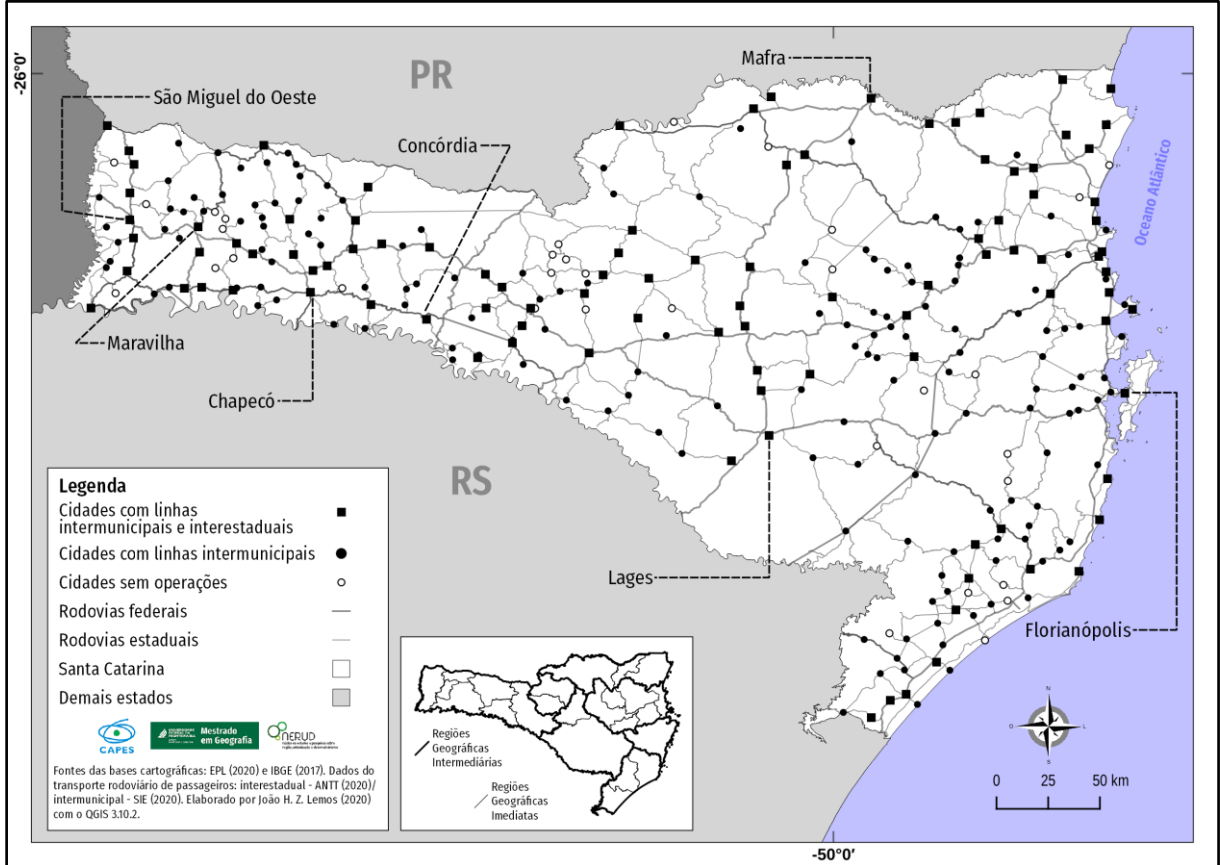 -26°0′
PR
Mafra
São Miguel do Oeste
Concórdia
Oceano Atlântico
Maravilha
Chapecó
RS
Lages
Florianópolis
Legenda
Cidades com linhas
intermunicipais e interestaduais
Cidades com linhas intermunicipais
Cidades sem operações
Rodovias federais
Rodovias estaduais
Santa Catarina
Demais estados
CAPES
Mestrado
em Geografia
NERUD
Fontes das bases cartográficas: EPL (2020) e IBGE (2017). Dados do
transporte rodoviário de passageiros: interestadual - ANTT (2020)/
intermunicipal - SIE (2020). Elaborado por João H. Z. Lemos (2020)
com o QGIS 3.10.2.
Regiões
Geográficas
Intermediárias
Regiões
Geográficas
Imediatas
N
O
L
S
0 25 50 km
-50°0′